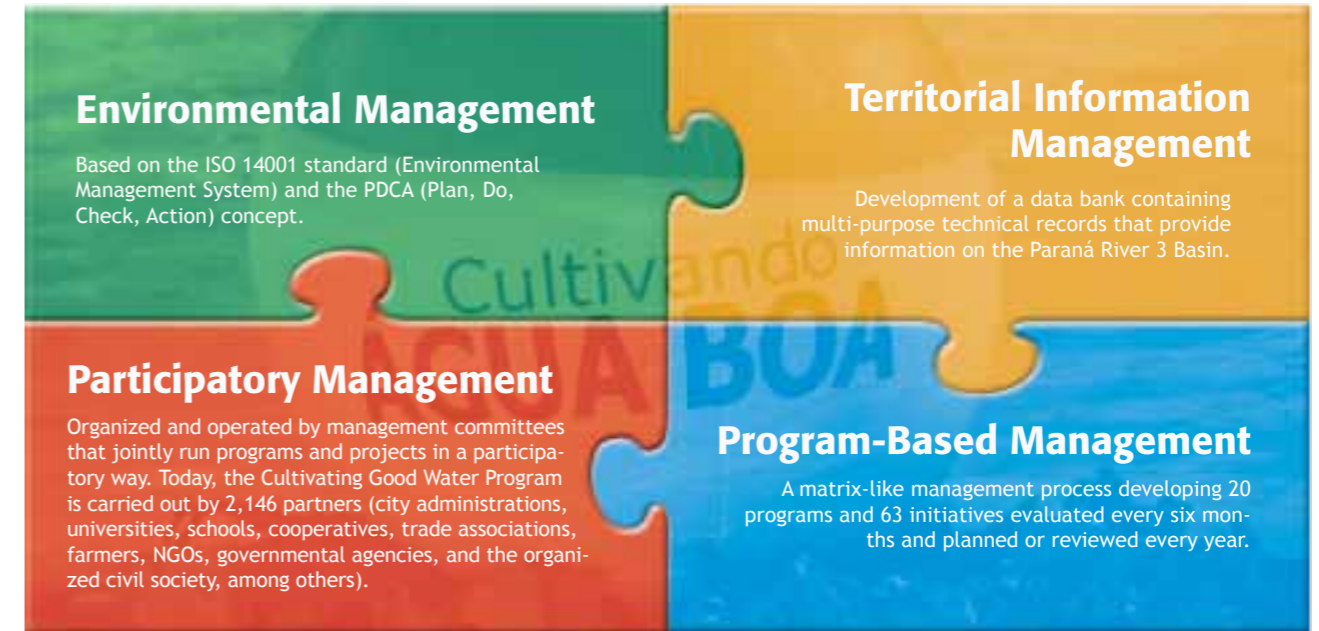 Environmental Management
Based on the ISO 14001 standard (Environmental
Management System) and the PDCA (Plan, Do,
Check, Action) concept.
Territorial Information
Management
Development of a data bank containing
multi-purpose technical records that provide
information on the Paraná River 3 Basin.
Cultivando
ÁGUA BOA
Participatory Management
Organized and operated by management committees
that jointly run programs and projects in a participa-
tory way. Today, the Cultivating Good Water Program
is carried out by 2,146 partners (city administrations,
universities, schools, cooperatives, trade associations,
farmers, NGOs, governmental agencies, and the organi-
zed civil society, among others).
Program-Based Management
A matrix-like management process developing 20
programs and 63 initiatives evaluated every six mon-
ths and planned or reviewed every year.